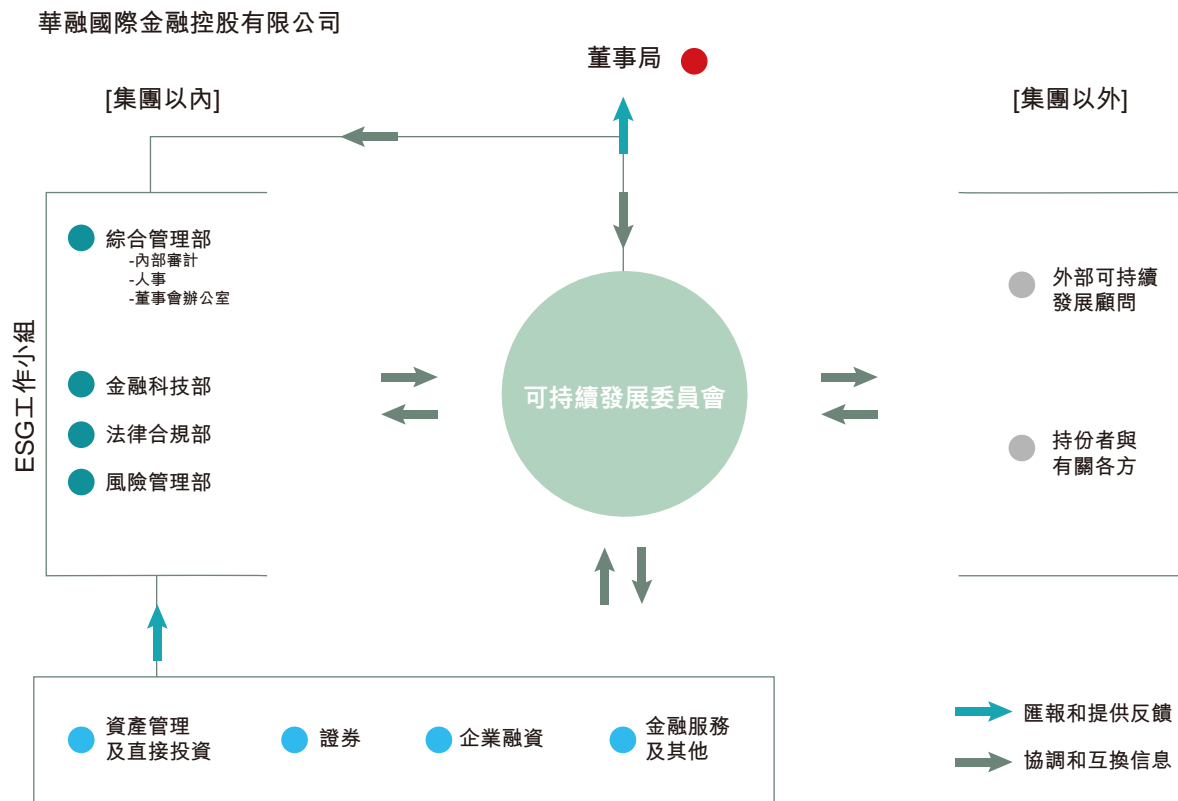 華融國際金融控股有限公司
董事局
[集團以內]
[集團以外]
ESG工作小組
綜合管理部
-內部審計
-人事
-董事會辦公室
金融科技部
法律合規部
風險管理部
可持續發展委員會
外部可持續
發展顧問
持份者與
有關各方
資產管理
及直接投資
證券
企業融資
金融服務
及其他
匯報和提供反饋
協調和互換信息